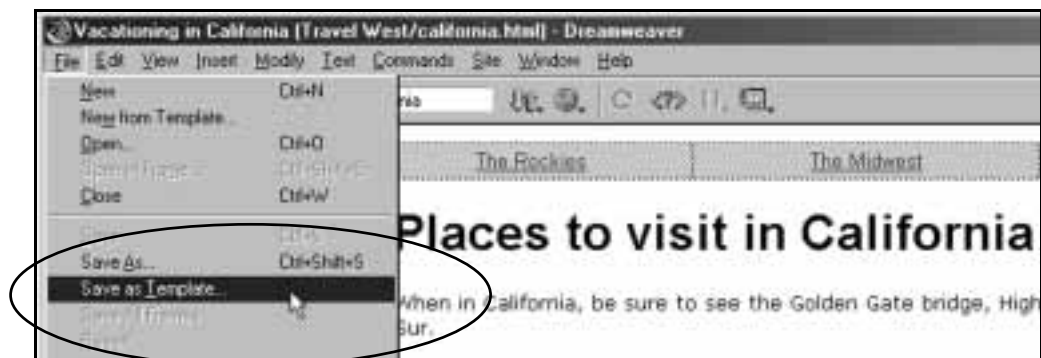 Vacationing in California (Travel West/california.html) - Dreamweaver
File Edit View Insert Modify Text Commands Site Window Help
New Ctrl+N
nia
New from Template...
Open... Ctrl+O
Close Ctrl+W
The Rockies The Midwest
Places to visit in California
Save As... Ctrl+Shift+S
Save as Template...
When in California, be sure to see the Golden Gate bridge, High
Sur.